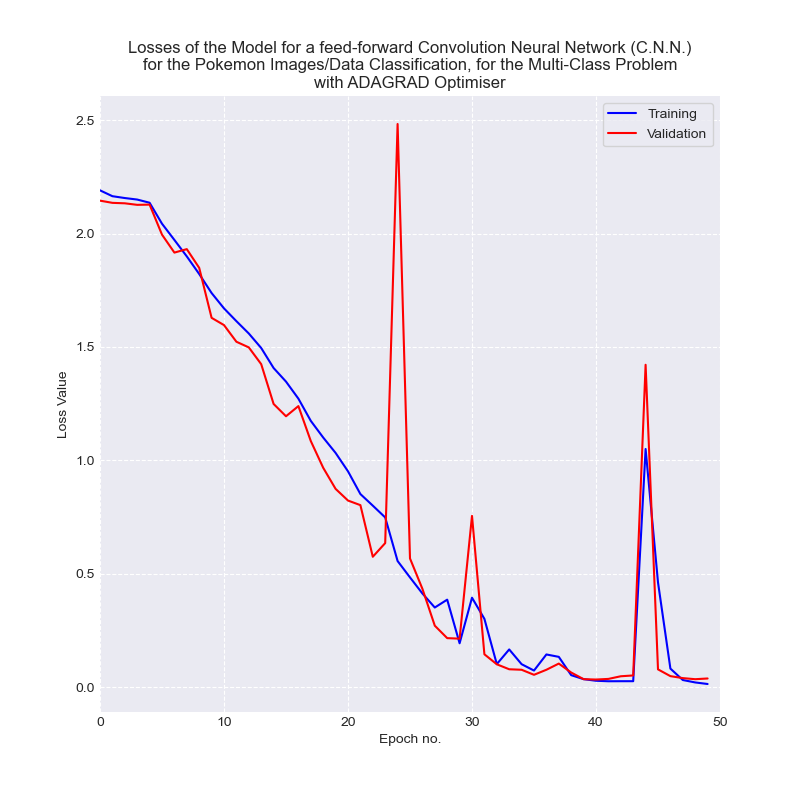 Losses of the Model for a feed-forward Convolution Neural Network (C.N.N.)
for the Pokemon Images/Data Classification, for the Multi-Class Problem
with ADAGRAD Optimiser
Training
Validation
2.5
2.0
1.5
1.0
0.5
0.0
Loss Value
0
10
20
30
40
50
Epoch no.